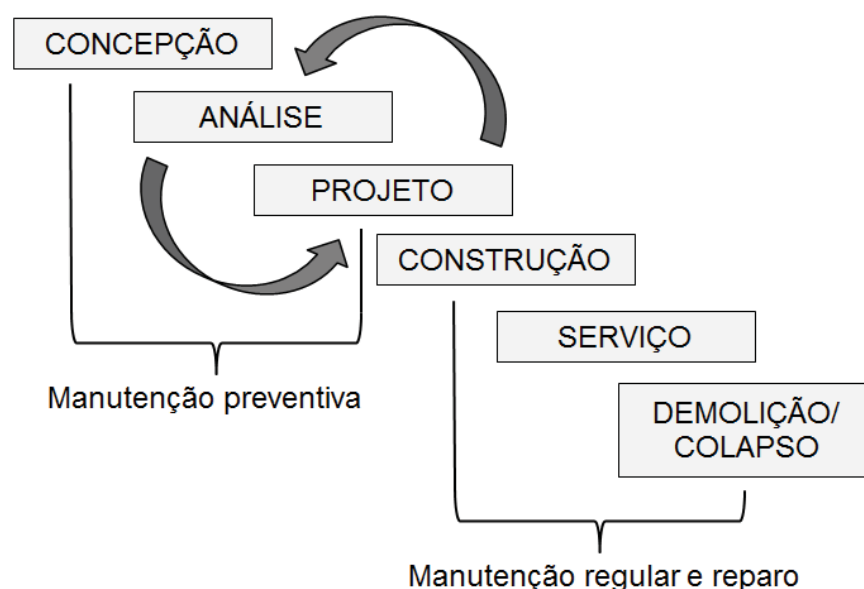 CONCEPÇÃO
ANÁLISE
PROJETO
CONSTRUÇÃO
SERVIÇO
Manutenção preventiva
DEMOLIÇÃO/
COLAPSO
Manutenção regular e reparo